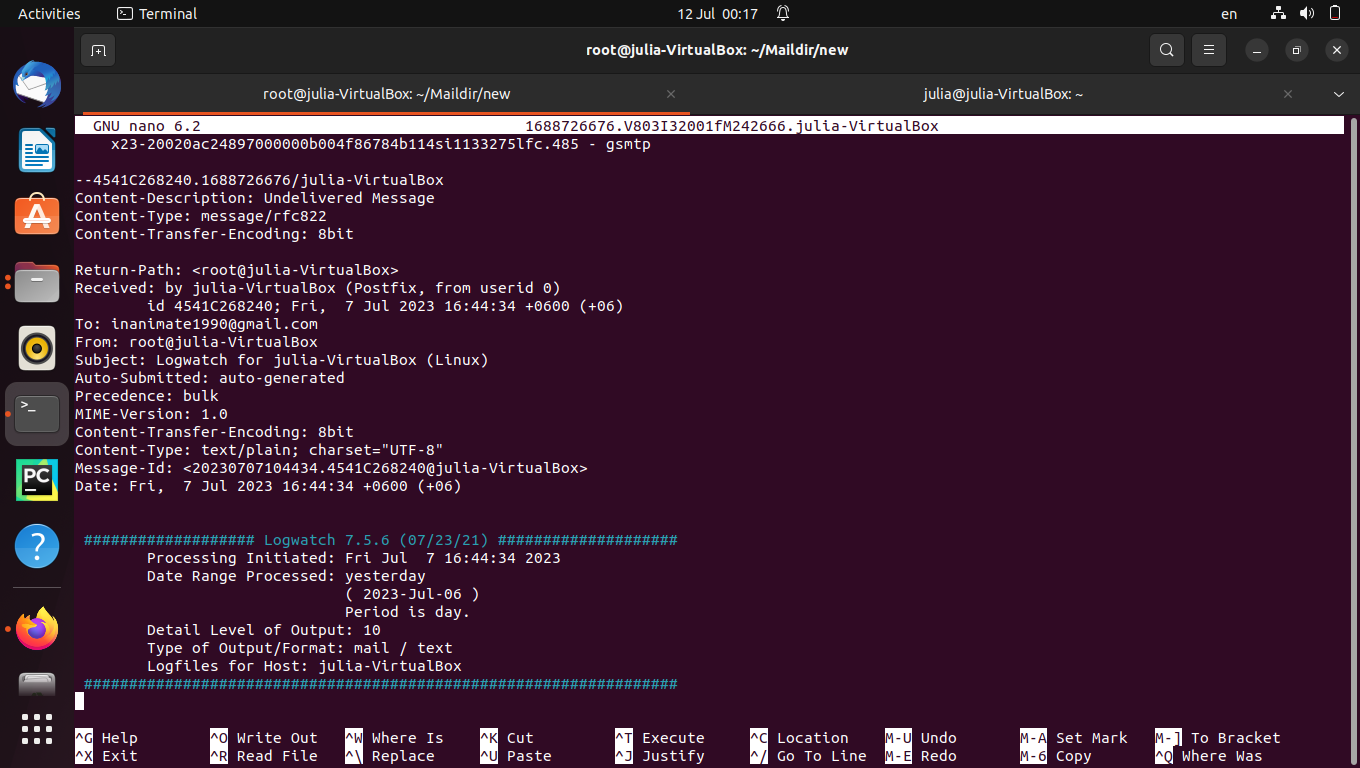 Activities Terminal 12 Jul 00:17 en
root@julia-VirtualBox: ~/Maildir/new
root@julia-VirtualBox: ~/Maildir/new julia@julia-VirtualBox: ~
GNU nano 6.2 1688726676.V803I32001fM242666.julia-VirtualBox
x23-20020ac24897000000b004f86784b114si1133275lfc.485 - gsmtp
--4541C268240.1688726676/julia-VirtualBox
Content-Description: Undelivered Message
Content-Type: message/rfc822
Content-Transfer-Encoding: 8bit
Return-Path: <root@julia-VirtualBox>
Received: by julia-VirtualBox (Postfix, from userid 0)
id 4541C268240; Fri,  7 Jul 2023 16:44:34 +0600 (+06)
To: inanimate1990@gmail.com
From: root@julia-VirtualBox
Subject: Logwatch for julia-VirtualBox (Linux)
Auto-Submitted: auto-generated
Precedence: bulk
MIME-Version: 1.0
Content-Transfer-Encoding: 8bit
Content-Type: text/plain; charset="UTF-8"
Message-Id: <20230707104434.4541C268240@julia-VirtualBox>
Date: Fri,  7 Jul 2023 16:44:34 +0600 (+06)
################### Logwatch 7.5.6 (07/23/21) ####################
Processing Initiated: Fri Jul  7 16:44:34 2023
Date Range Processed: yesterday
( 2023-Jul-06 )
Period is day.
Detail Level of Output: 10
Type of Output/Format: mail / text
Logfiles for Host: julia-VirtualBox
##################################################################
^G Help ^O Write Out ^W Where Is ^K Cut ^T Execute ^C Location M-U Undo M-A Set Mark M-] To Bracket
^X Exit ^R Read File ^\ Replace ^U Paste ^J Justify ^/ Go To Line M-E Redo M-6 Copy ^Q Where Was
PC